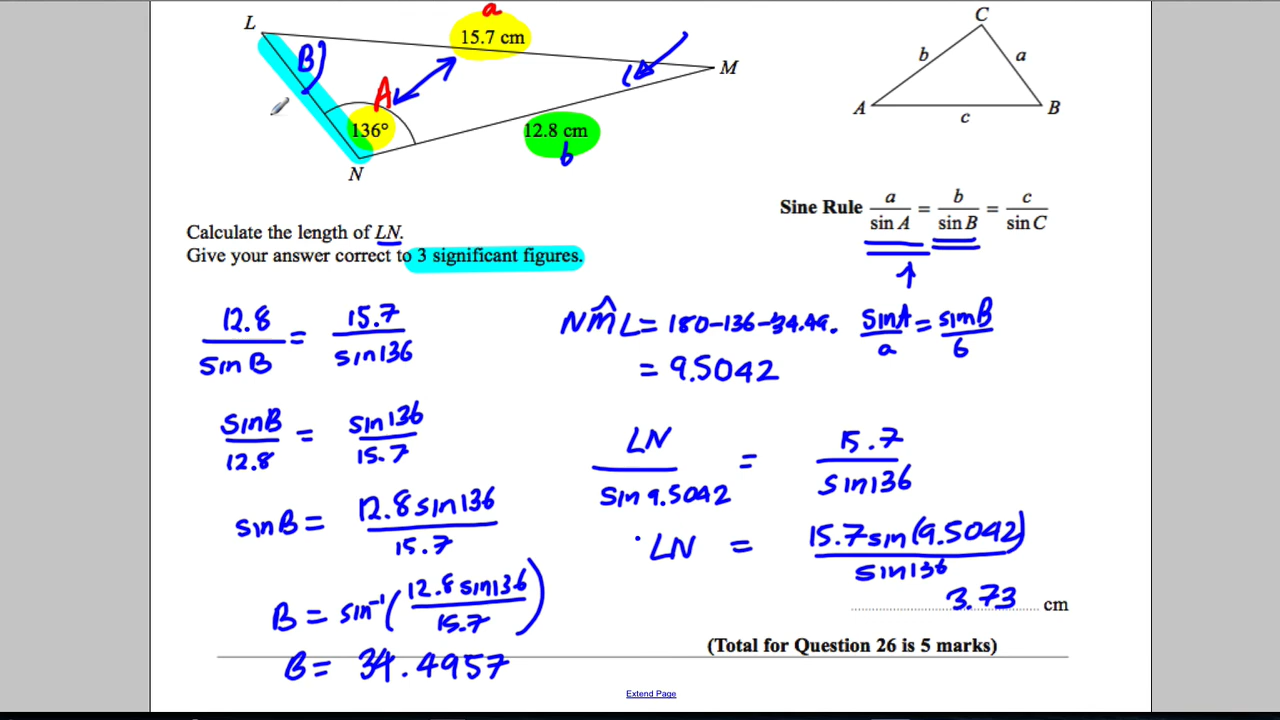 a
L
15.7 cm
B
A
C
M
136°
12.8 cm
b
N
C
b
a
A
B
c
Sine Rule a/sin A = b/sin B = c/sin C
Calculate the length of LN.
Give your answer correct to 3 significant figures.
12.8/sin B = 15.7/sin136
sinB/12.8 = sin136/15.7
sinB = 12.8 sin136/15.7
B = sin⁻¹(12.8 sin136/15.7)
B = 34.4957
Nm̂L = 180-136-34.49.
= 9.5042
sinA/a = sinB/b
LN/sin 9.5042 = 15.7/sin136
LN = 15.7sin(9.5042)/sin136
3.73 cm
(Total for Question 26 is 5 marks)
Extend Page